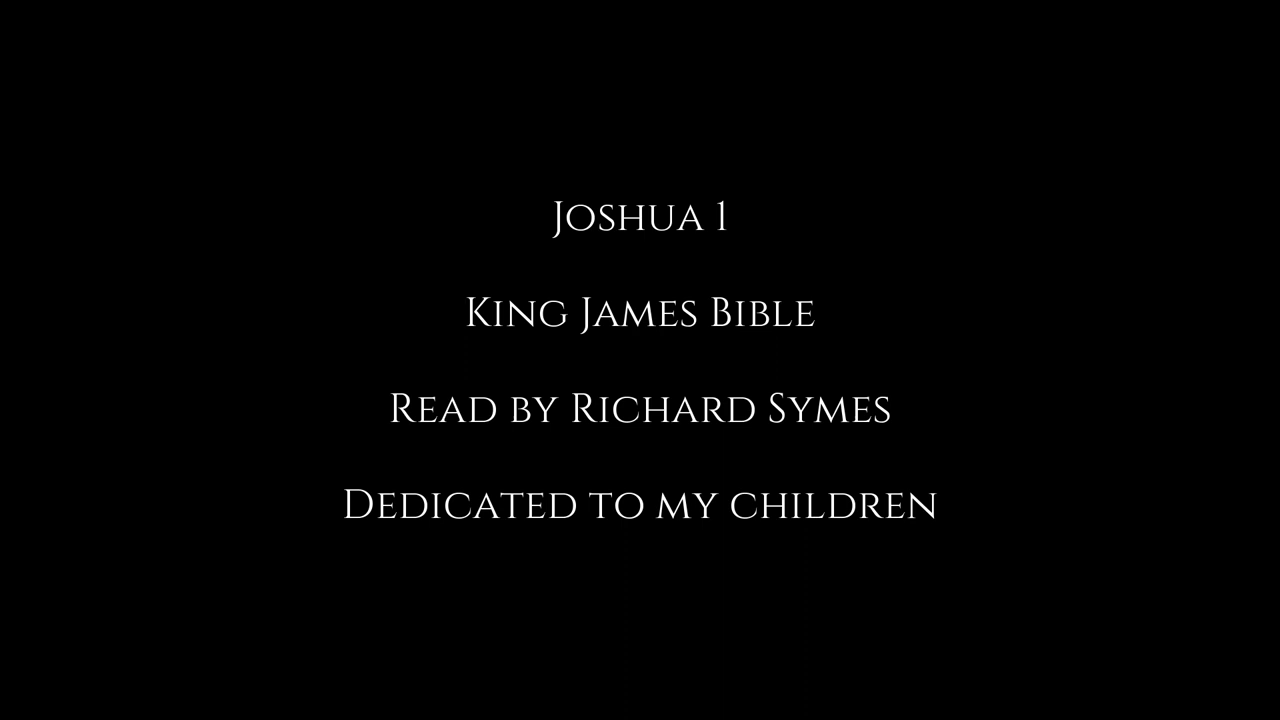 Joshua 1
King James Bible
Read by Richard Symes
Dedicated to my children